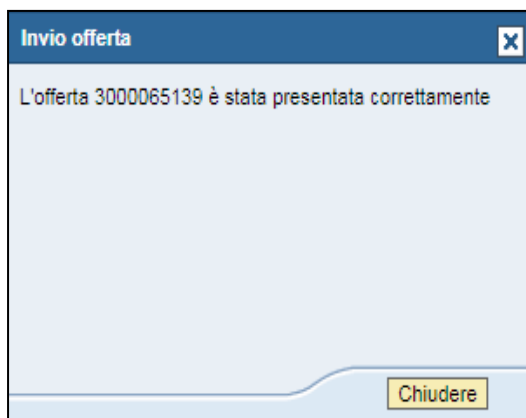 Invio offerta
L'offerta 3000065139 è stata presentata correttamente
Chiudere